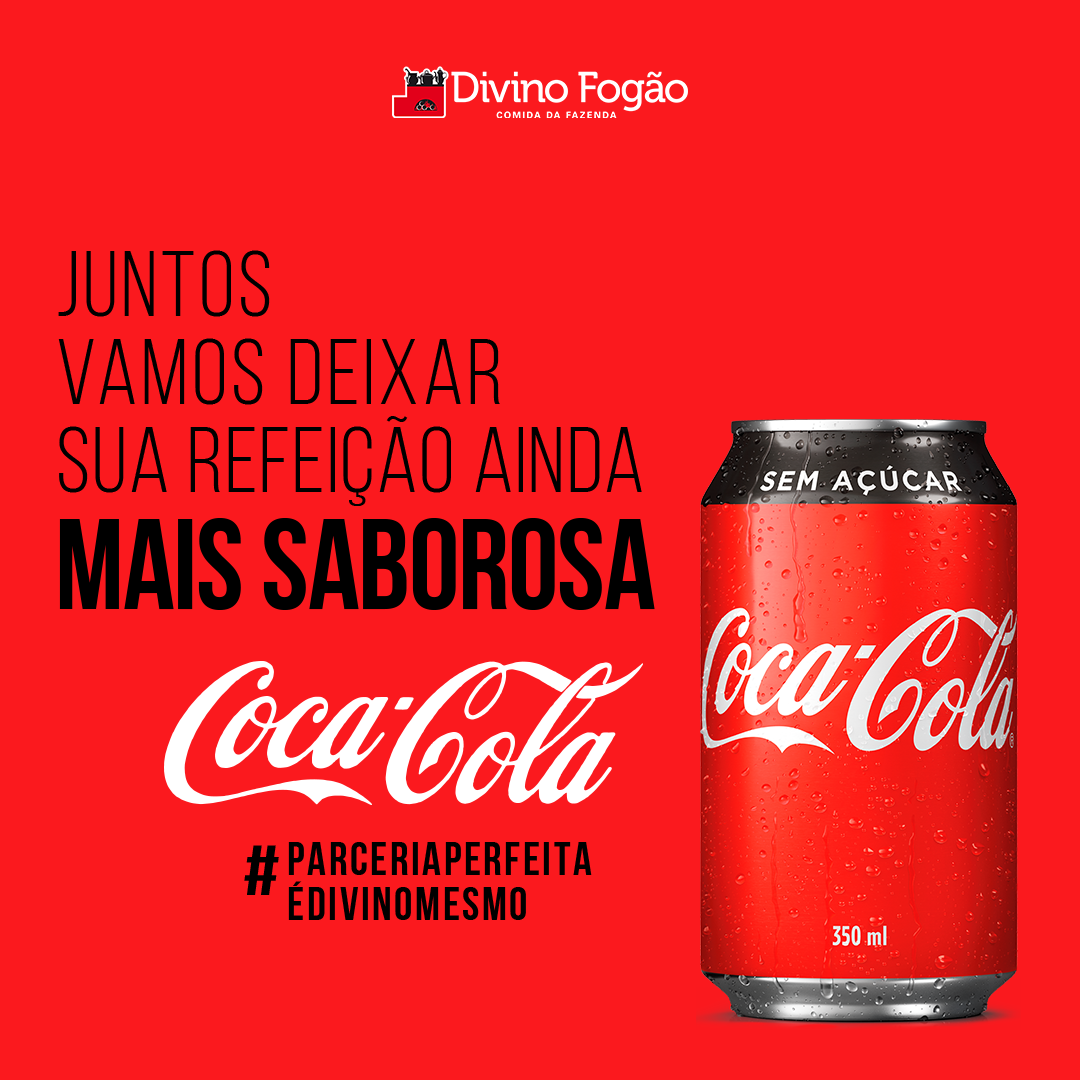 Divino Fogão
COMIDA DA FAZENDA
JUNTOS
VAMOS DEIXAR
SUA REFEIÇÃO AINDA
MAIS SABOROSA
Coca-Cola
#PARCERIAPERFEITA
ÉDIVINOMESMO
SEM AÇÚCAR
Coca-Cola®
350 ml